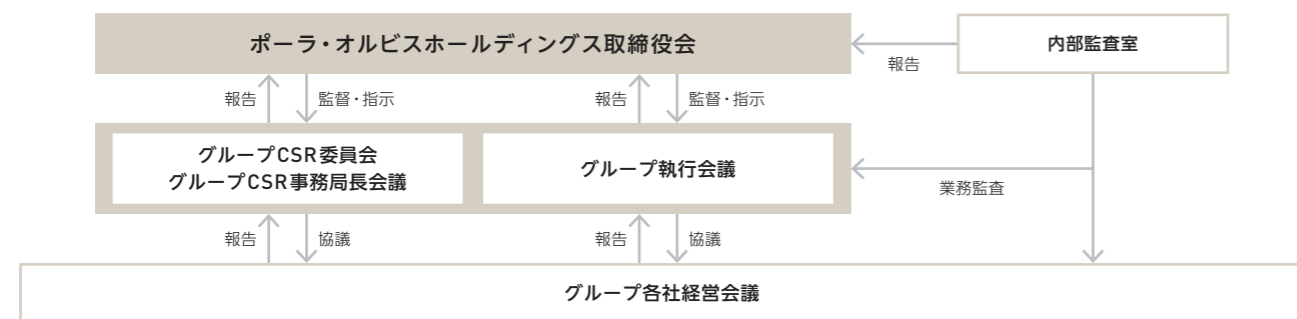 ポーラ・オルビスホールディングス取締役会
内部監査室
報告
報告
監督・指示
報告
監督・指示
グループCSR委員会
グループCSR事務局長会議
グループ執行会議
業務監査
報告
協議
報告
協議
グループ各社経営会議